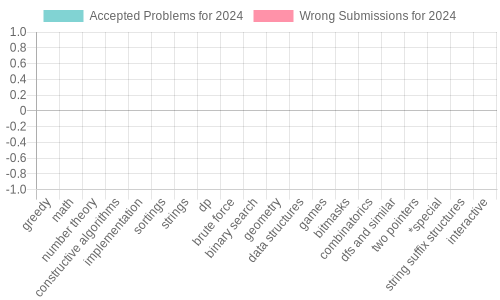 Accepted Problems for 2024 Wrong Submissions for 2024
1.0
0.8
0.6
0.4
0.2
0
-0.2
-0.4
-0.6
-0.8
-1.0
greedy
math
number theory
constructive algorithms
implementation
sortings
strings
dp
brute force
binary search
geometry
data structures
games
bitmasks
combinatorics
dfs and similar
two pointers
*special
string suffix structures
interactive